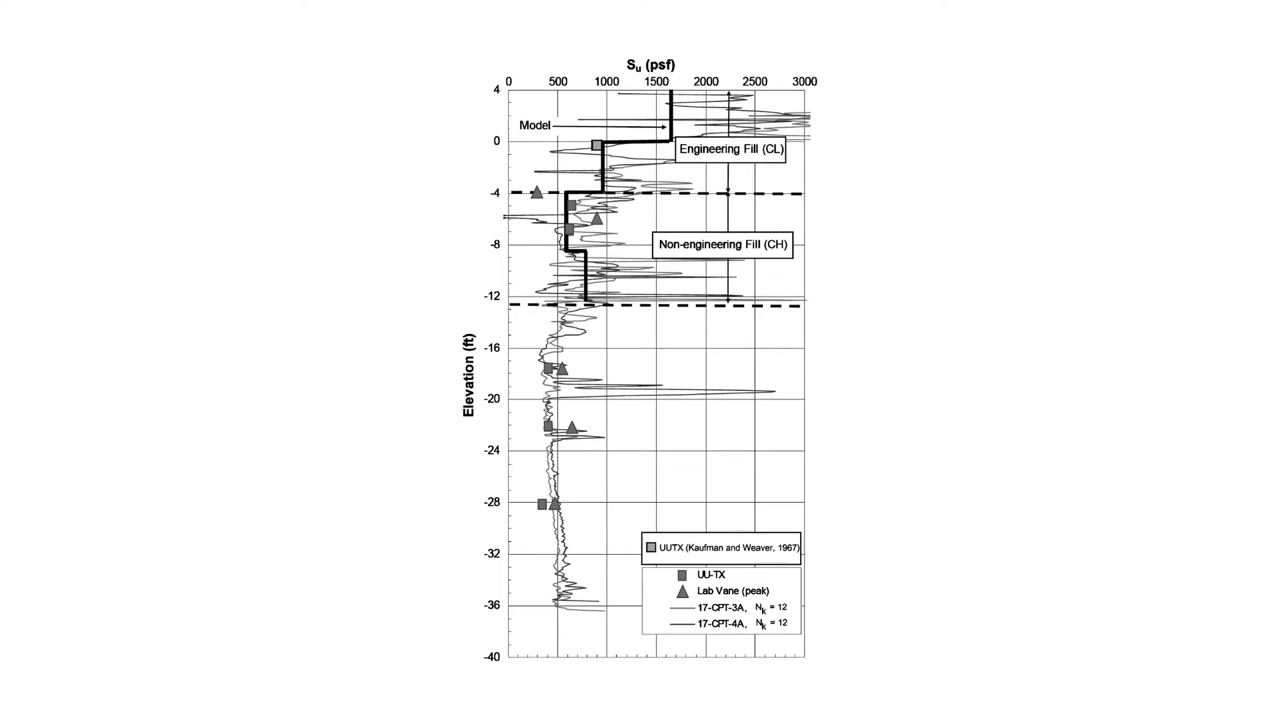 Su (psf)
0 500 1000 1500 2000 2500 3000
4
Model
0
Engineering Fill (CL)
-4
Non-engineering Fill (CH)
-8
-12
-16
Elevation (ft)
-20
-24
-28
UUTX (Kaufman and Weaver, 1967)
-32
UU-TX
Lab Vane (peak)
17-CPT-3A, Nk = 12
-36
17-CPT-4A, Nk = 12
-40